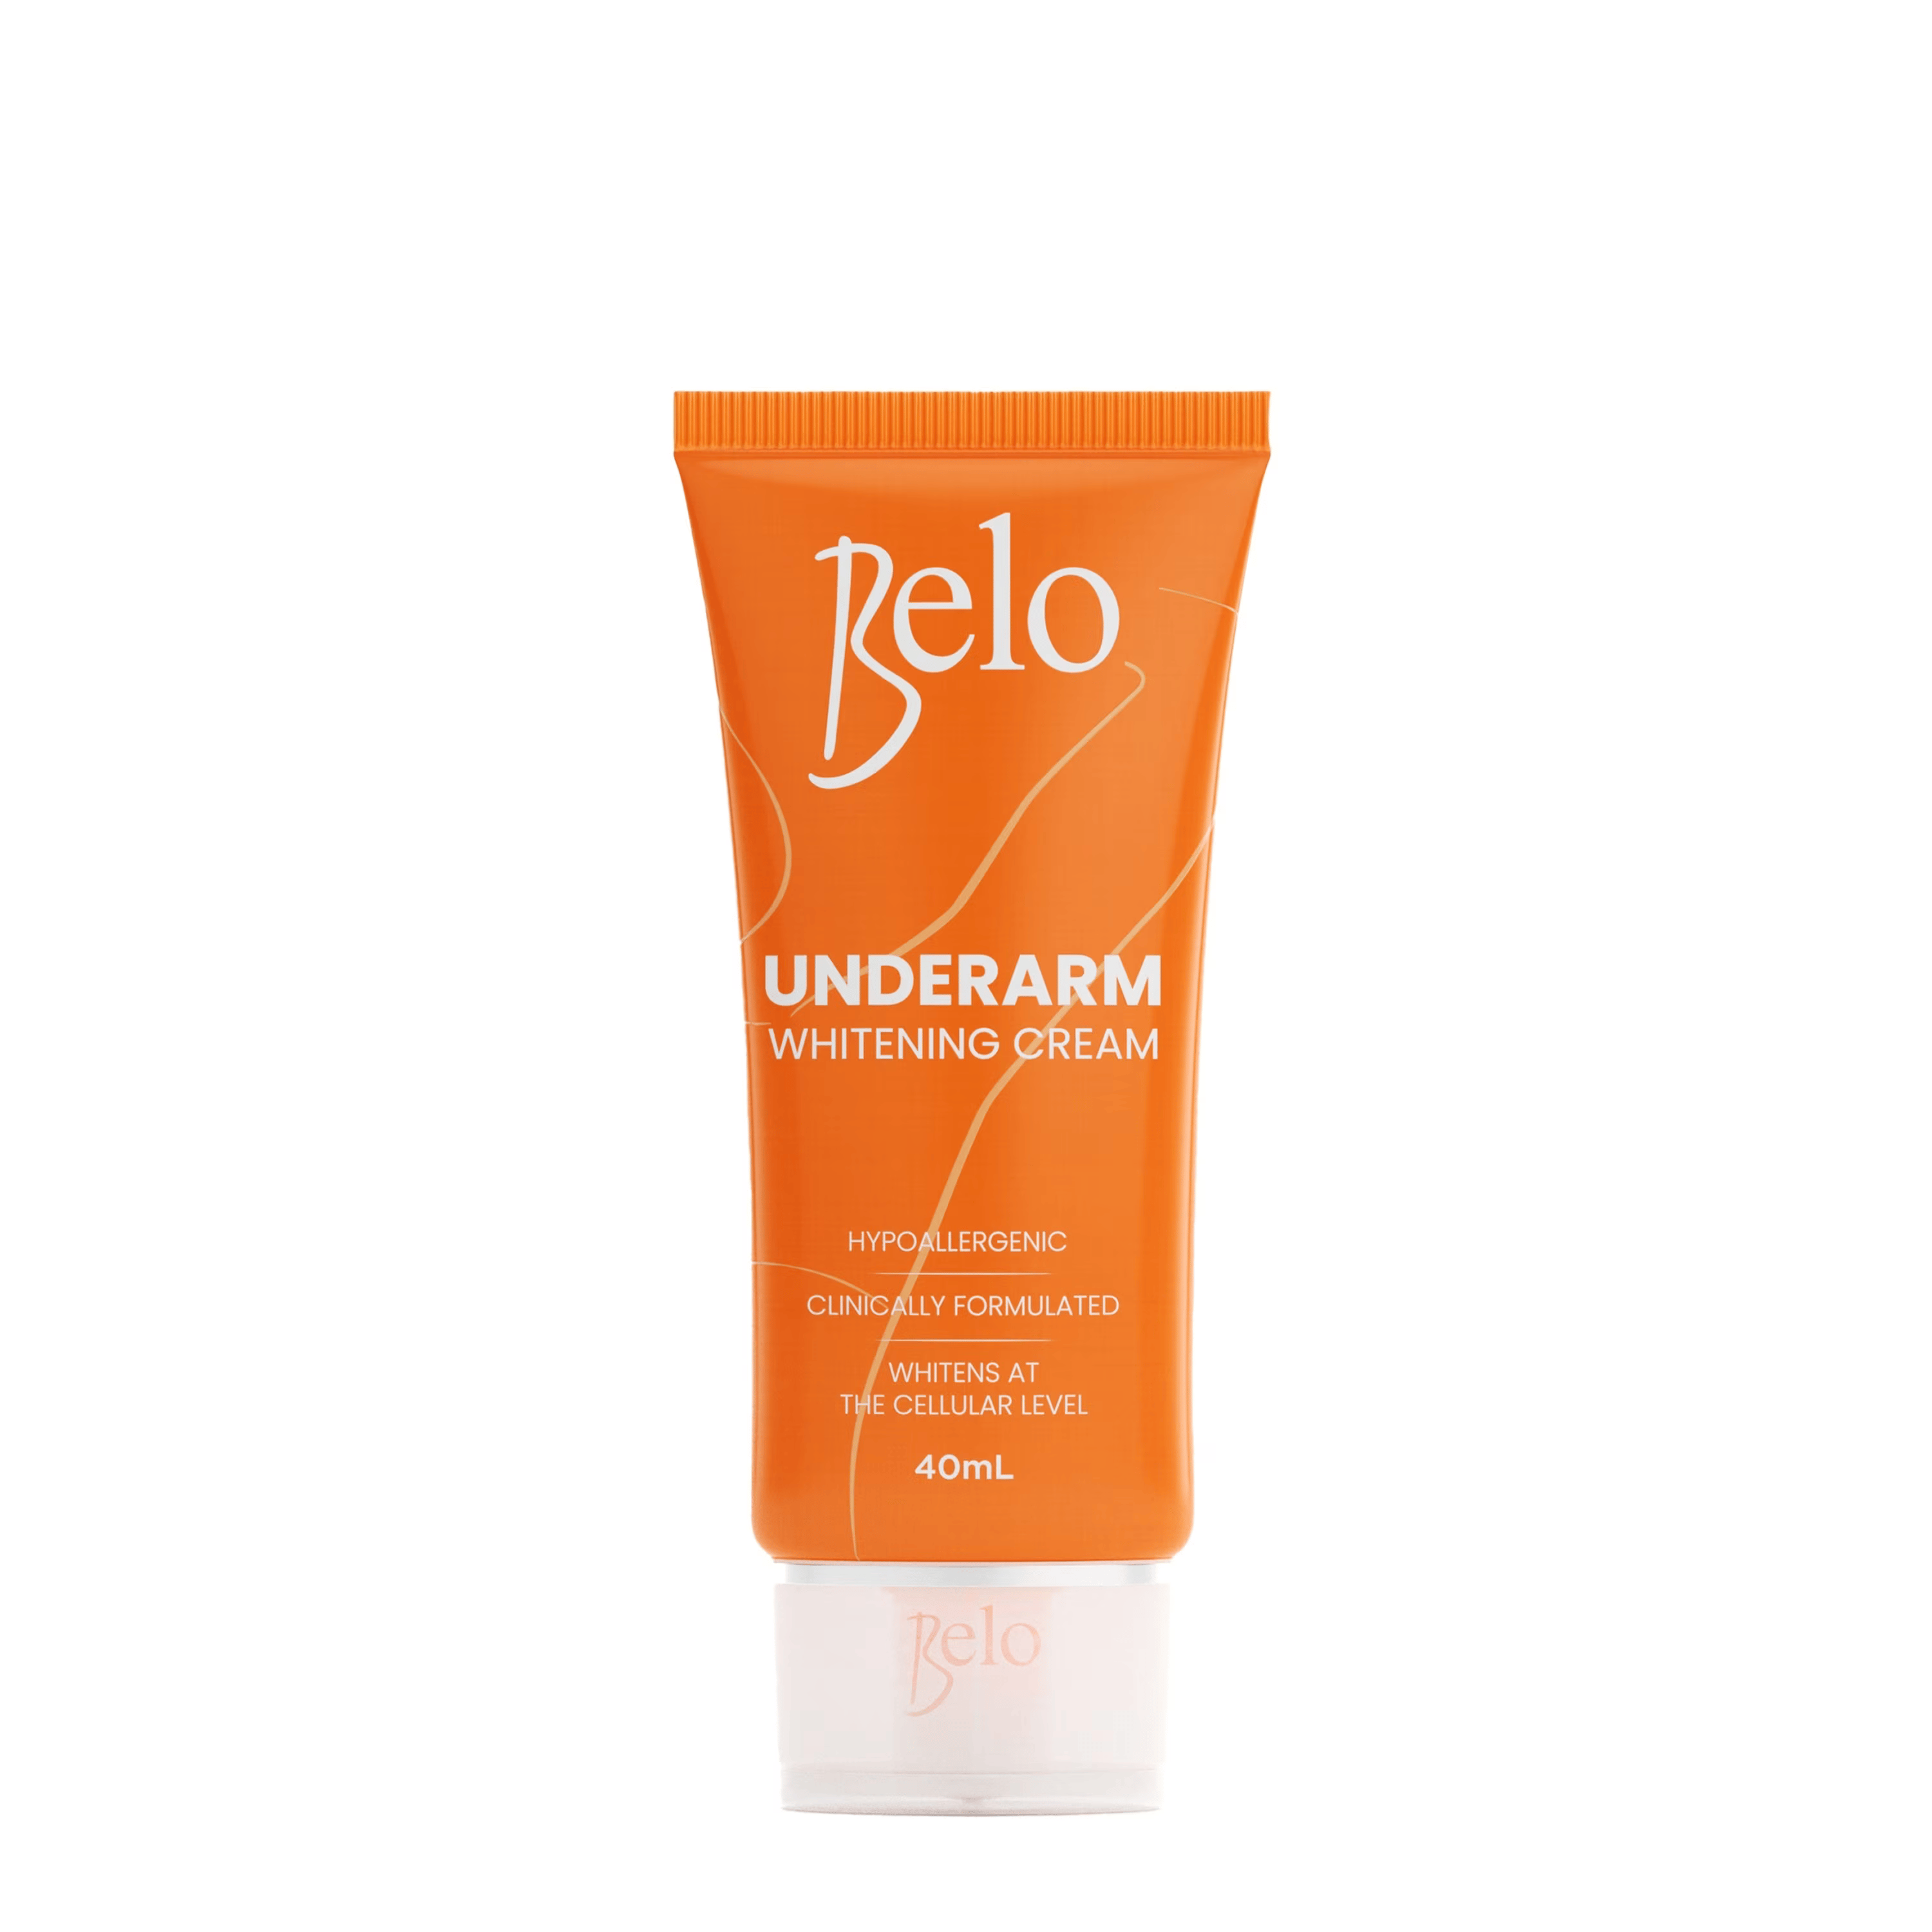 Belo
UNDERARM
WHITENING CREAM
HYPOALLERGENIC
CLINICALLY FORMULATED
WHITENS AT
THE CELLULAR LEVEL
40mL
Belo